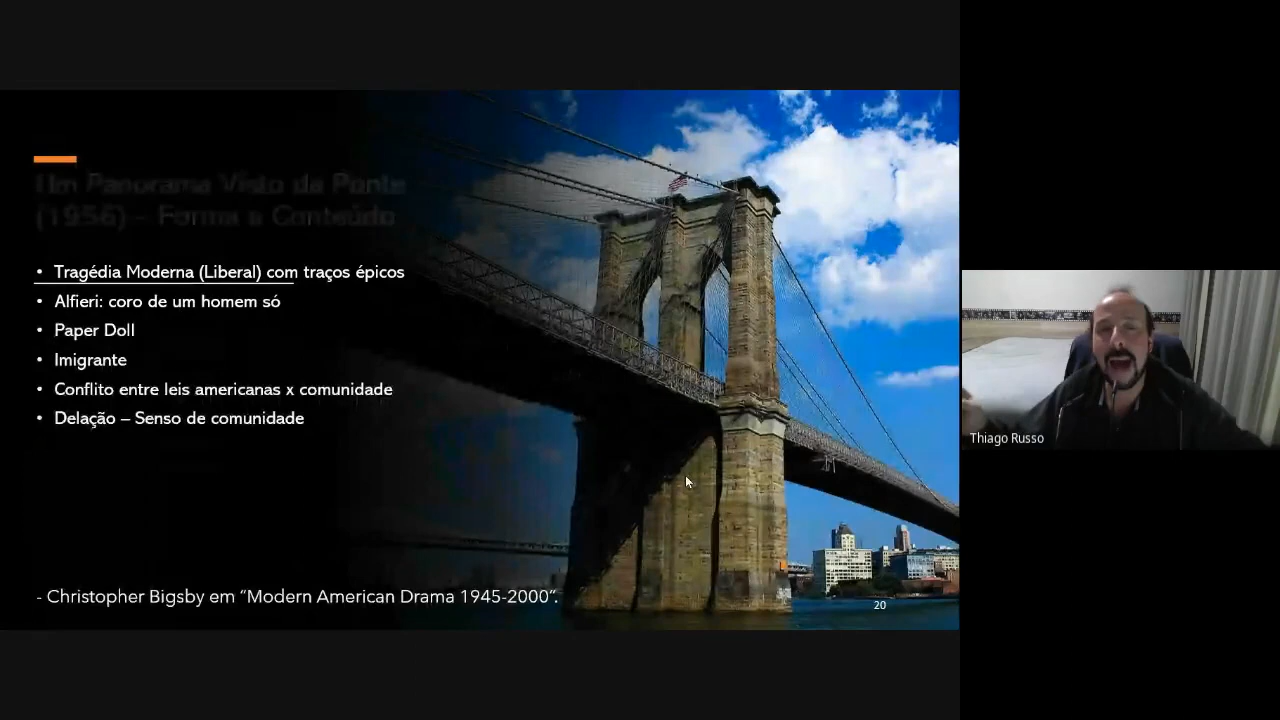 Um Panorama Visto da Ponte
(1956) – Forma e Conteúdo
• Tragédia Moderna (Liberal) com traços épicos
• Alfieri: coro de um homem só
• Paper Doll
• Imigrante
• Conflito entre leis americanas x comunidade
• Delação – Senso de comunidade
- Christopher Bigsby em “Modern American Drama 1945-2000”.
20
Thiago Russo